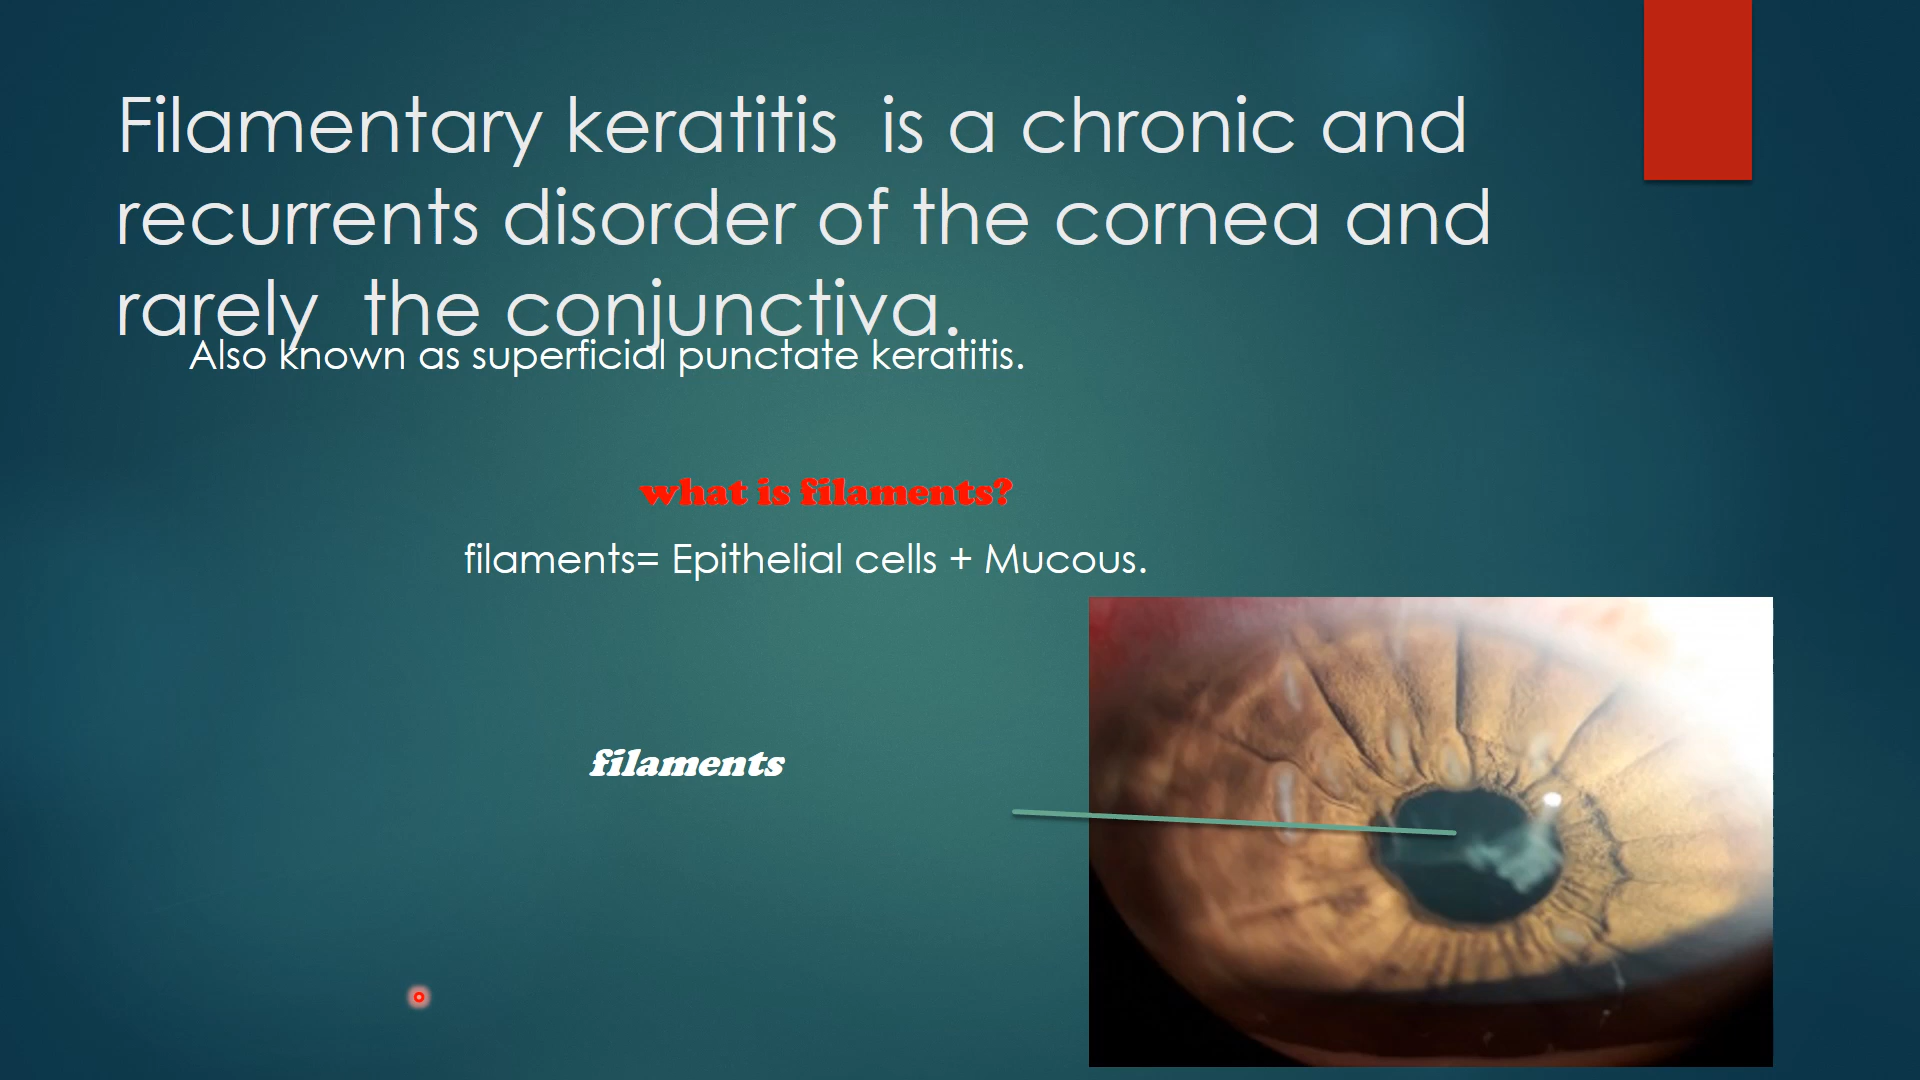 Filamentary keratitis  is a chronic and
recurrents disorder of the cornea and
rarely  the conjunctiva.
Also known as superficial punctate keratitis.
what is filaments?
filaments= Epithelial cells + Mucous.
filaments